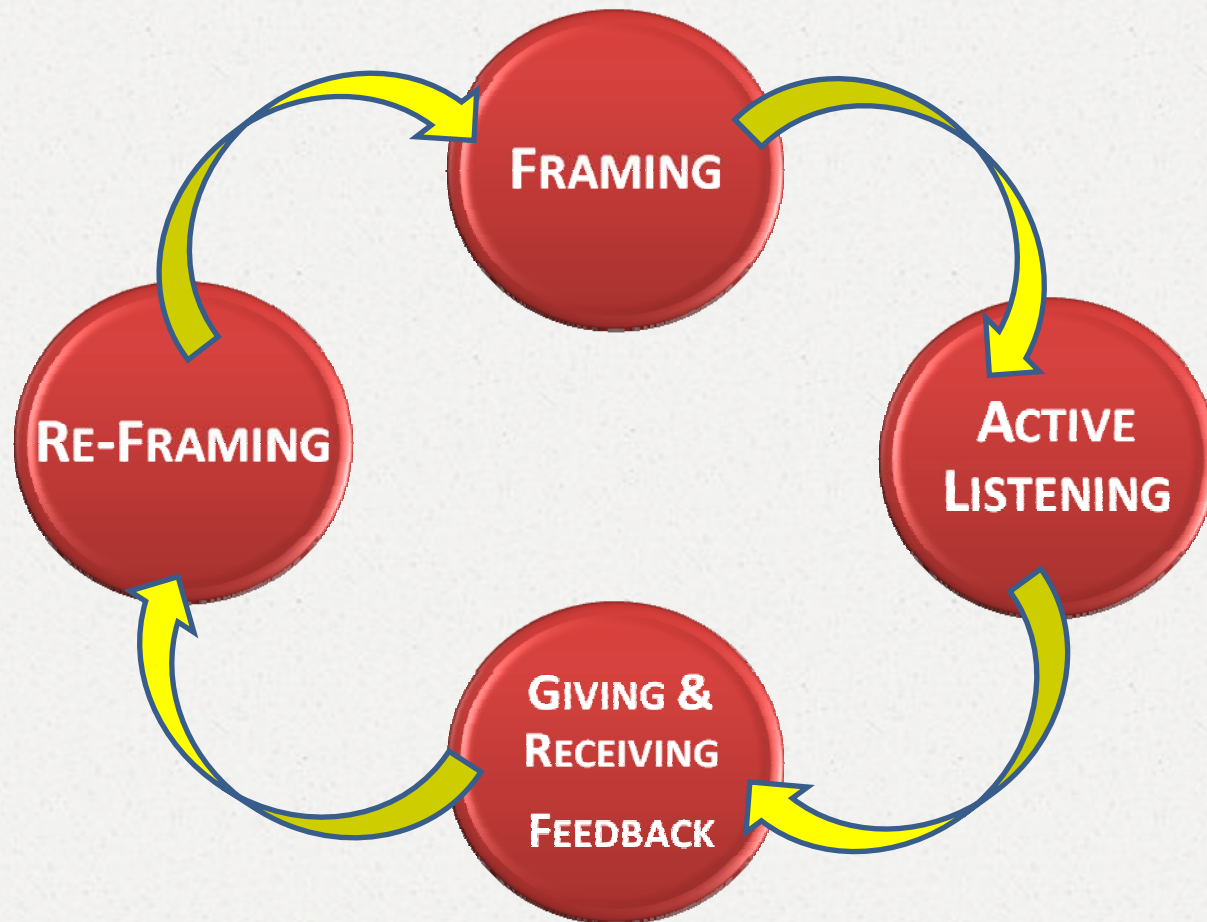 FRAMING
ACTIVE
LISTENING
GIVING &
RECEIVING
FEEDBACK
RE-FRAMING